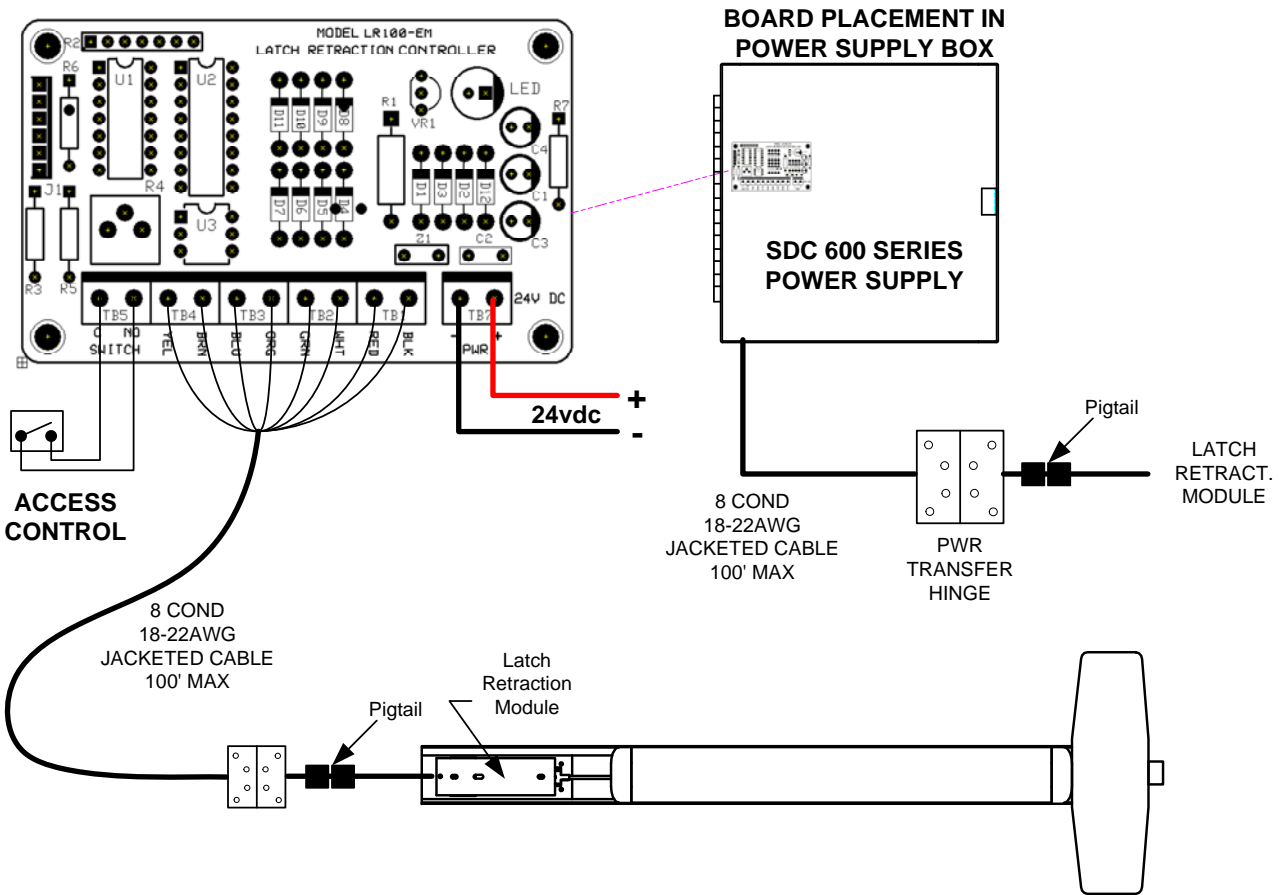 MODEL LR100-EM
LATCH RETRACTION CONTROLLER
R2
R6
U1
U2
LED
R1
VR1
R7
D11
D10
D9
D8
C4
J1
R4
D1
D3
D2
D12
C1
U3
D7
D6
D5
D4
C3
Z1
C2
R3
R5
TB5
TB4
TB3
TB2
TB1
TB7
24V DC
C
NO
SWITCH
YEL
BRN
BLU
ORG
GRN
WHT
RED
BLK
-
+
PWR
24vdc
+
-
ACCESS
CONTROL
8 COND
18-22AWG
JACKETED CABLE
100' MAX
Pigtail
Latch
Retraction
Module
BOARD PLACEMENT IN
POWER SUPPLY BOX
SDC 600 SERIES
POWER SUPPLY
8 COND
18-22AWG
JACKETED CABLE
100' MAX
PWR
TRANSFER
HINGE
Pigtail
LATCH
RETRACT.
MODULE